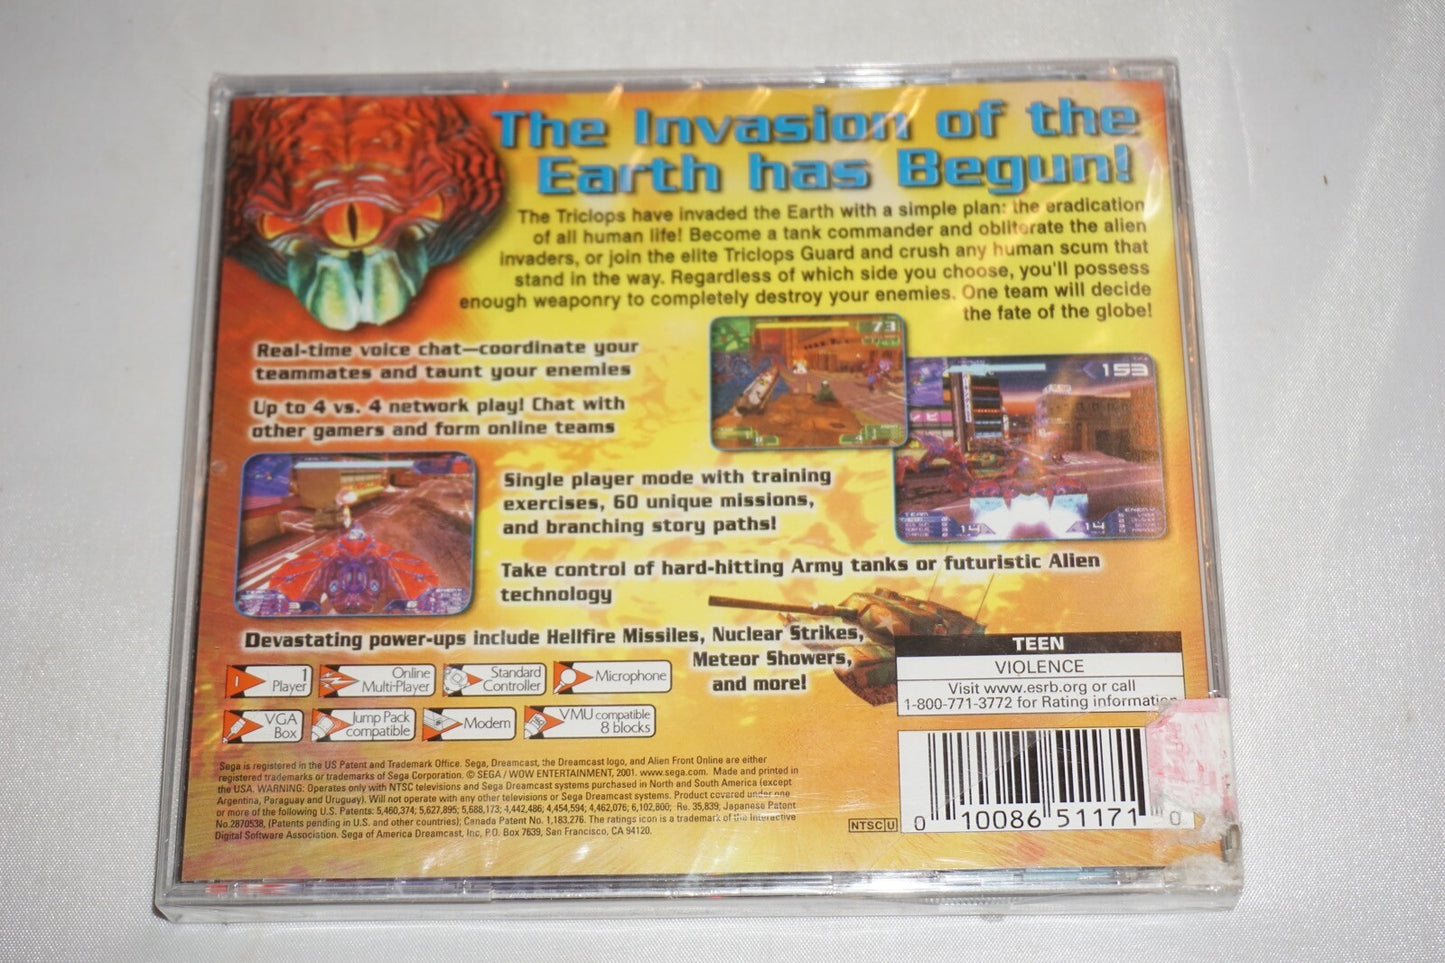 The Invasion of the
Earth has Begun!
The Triclops have invaded the Earth with a simple plan: the eradication
of all human life! Become a tank commander and obliterate the alien
invaders, or join the elite Triclops Guard and crush any human scum that
stand in the way. Regardless of which side you choose, you'll possess
enough weaponry to completely destroy your enemies. One team will decide
the fate of the globe!
Real-time voice chat—coordinate your
teammates and taunt your enemies
Up to 4 vs. 4 network play! Chat with
other gamers and form online teams
73
153
TEAM
14
14
ENEMY
Single player mode with training
exercises, 60 unique missions,
and branching story paths!
Take control of hard-hitting Army tanks or futuristic Alien
technology
Devastating power-ups include Hellfire Missiles, Nuclear Strikes,
Meteor Showers,
and more!
1
Player
Online
Multi-Player
Standard
Controller
Microphone
VGA
Box
Jump Pack
compatible
Modem
VMU compatible
8 blocks
TEEN
VIOLENCE
Visit www.esrb.org or call
1-800-771-3772 for Rating information
Sega is registered in the US Patent and Trademark Office. Sega, Dreamcast, the Dreamcast logo, and Alien Front Online are either
registered trademarks or trademarks of Sega Corporation. © SEGA / WOW ENTERTAINMENT, 2001. www.sega.com. Made and printed in
the USA. WARNING: Operates only with NTSC televisions and Sega Dreamcast systems purchased in North and South America (except
Argentina, Paraguay and Uruguay). Will not operate with any other televisions or Sega Dreamcast systems. Product covered under one
or more of the following U.S. Patents: 5,460,374; 5,627,895; 5,688,173; 4,442,486; 4,454,594; 4,462,076; 6,102,800; Re. 35,839; Japanese Patent
No.2870538, (Patents pending in U.S. and other countries); Canada Patent No. 1,183,276. The ratings icon is a trademark of the Interactive
Digital Software Association. Sega of America Dreamcast, Inc, P.O. Box 7639, San Francisco, CA 94120.
NTSC U
0 10086 51171 0